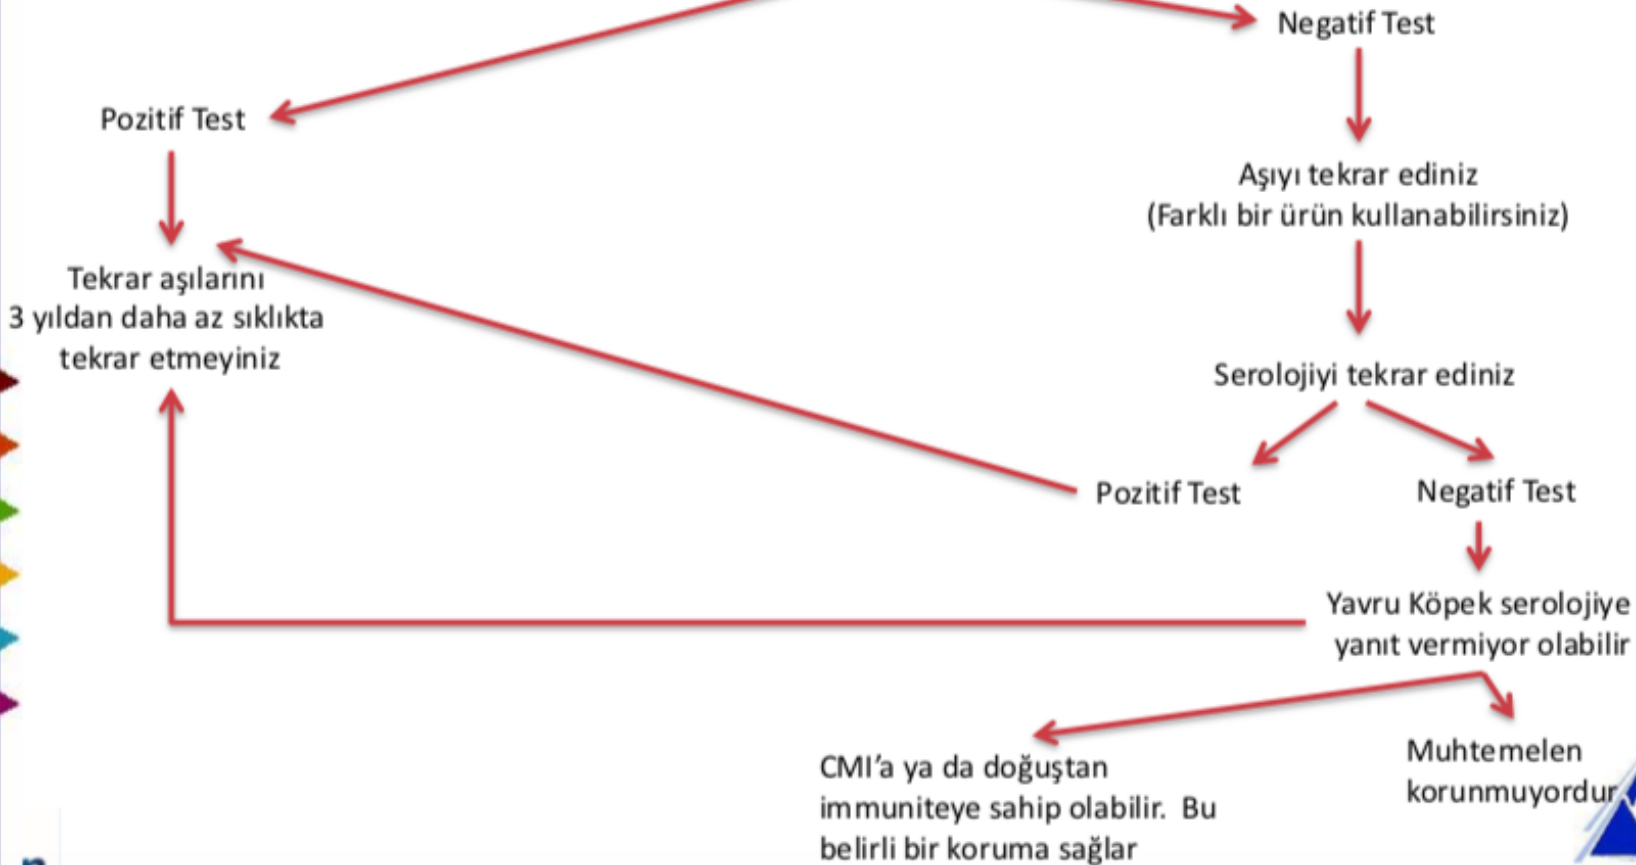 Negatif Test
Pozitif Test
Aşıyı tekrar ediniz
(Farklı bir ürün kullanabilirsiniz)
Tekrar aşılarını
3 yıldan daha az sıklıkta
tekrar etmeyiniz
Serolojiyi tekrar ediniz
Pozitif Test
Negatif Test
Yavru Köpek serolojiye
yanıt vermiyor olabilir
CMI’a ya da doğuştan
immuniteye sahip olabilir. Bu
belirli bir koruma sağlar
Muhtemelen
korunmuyordur